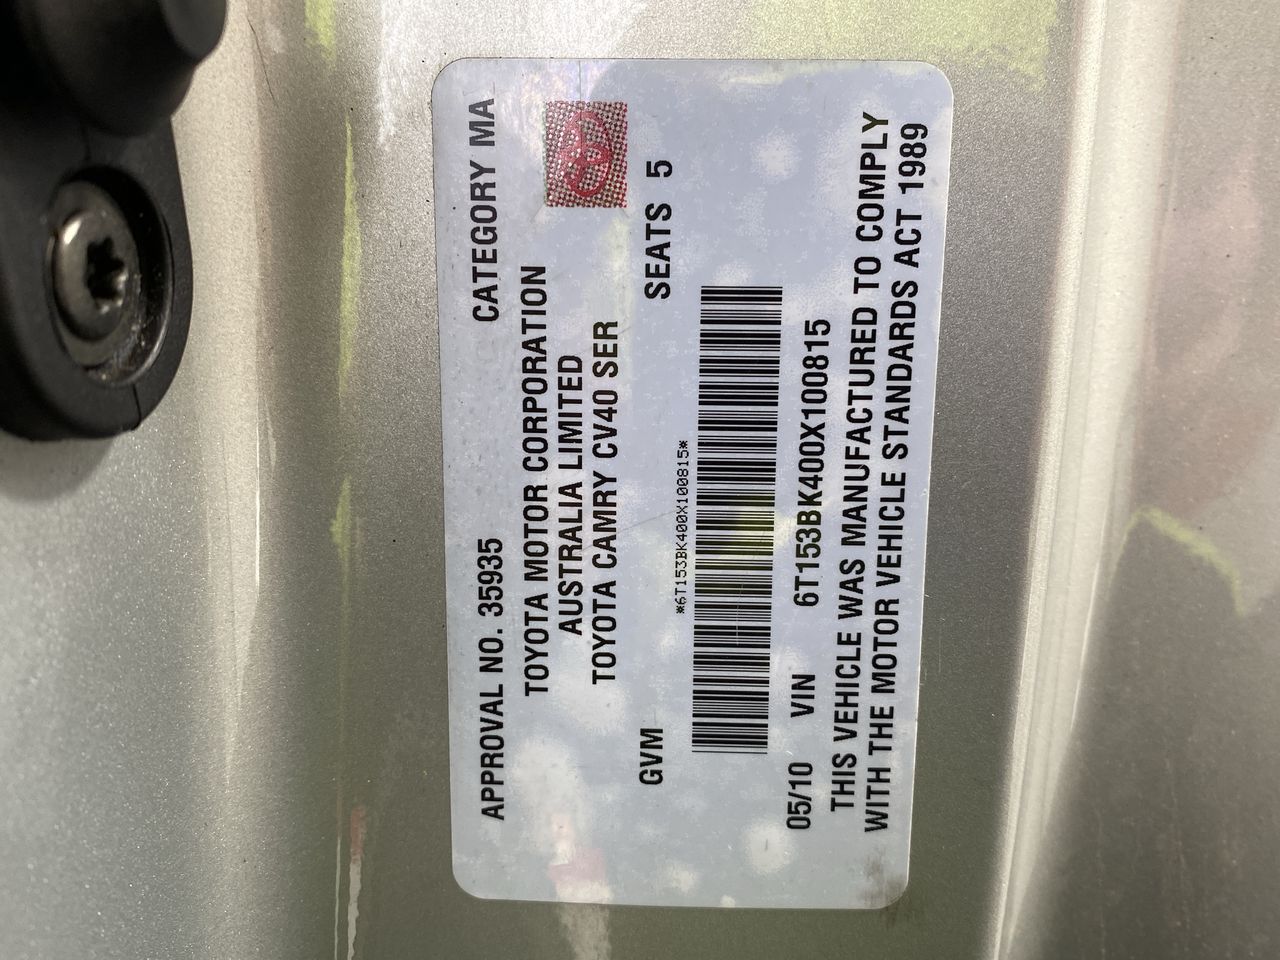 APPROVAL NO. 35935 CATEGORY MA
TOYOTA MOTOR CORPORATION
AUSTRALIA LIMITED
TOYOTA CAMRY CV40 SER
GVM SEATS 5
*6T153BK400X100815*
05/10 VIN 6T153BK400X100815
THIS VEHICLE WAS MANUFACTURED TO COMPLY
WITH THE MOTOR VEHICLE STANDARDS ACT 1989